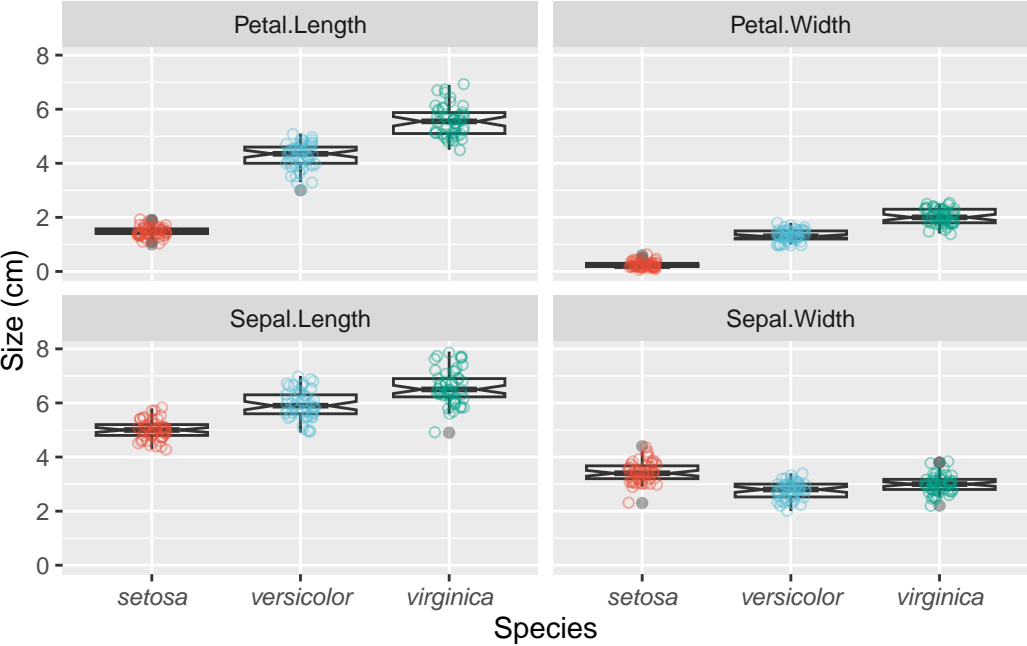 Petal.Length
Petal.Width
8
6
4
2
0
Size (cm)
Sepal.Length
Sepal.Width
8
6
4
2
0
setosa
versicolor
virginica
setosa
versicolor
virginica
Species